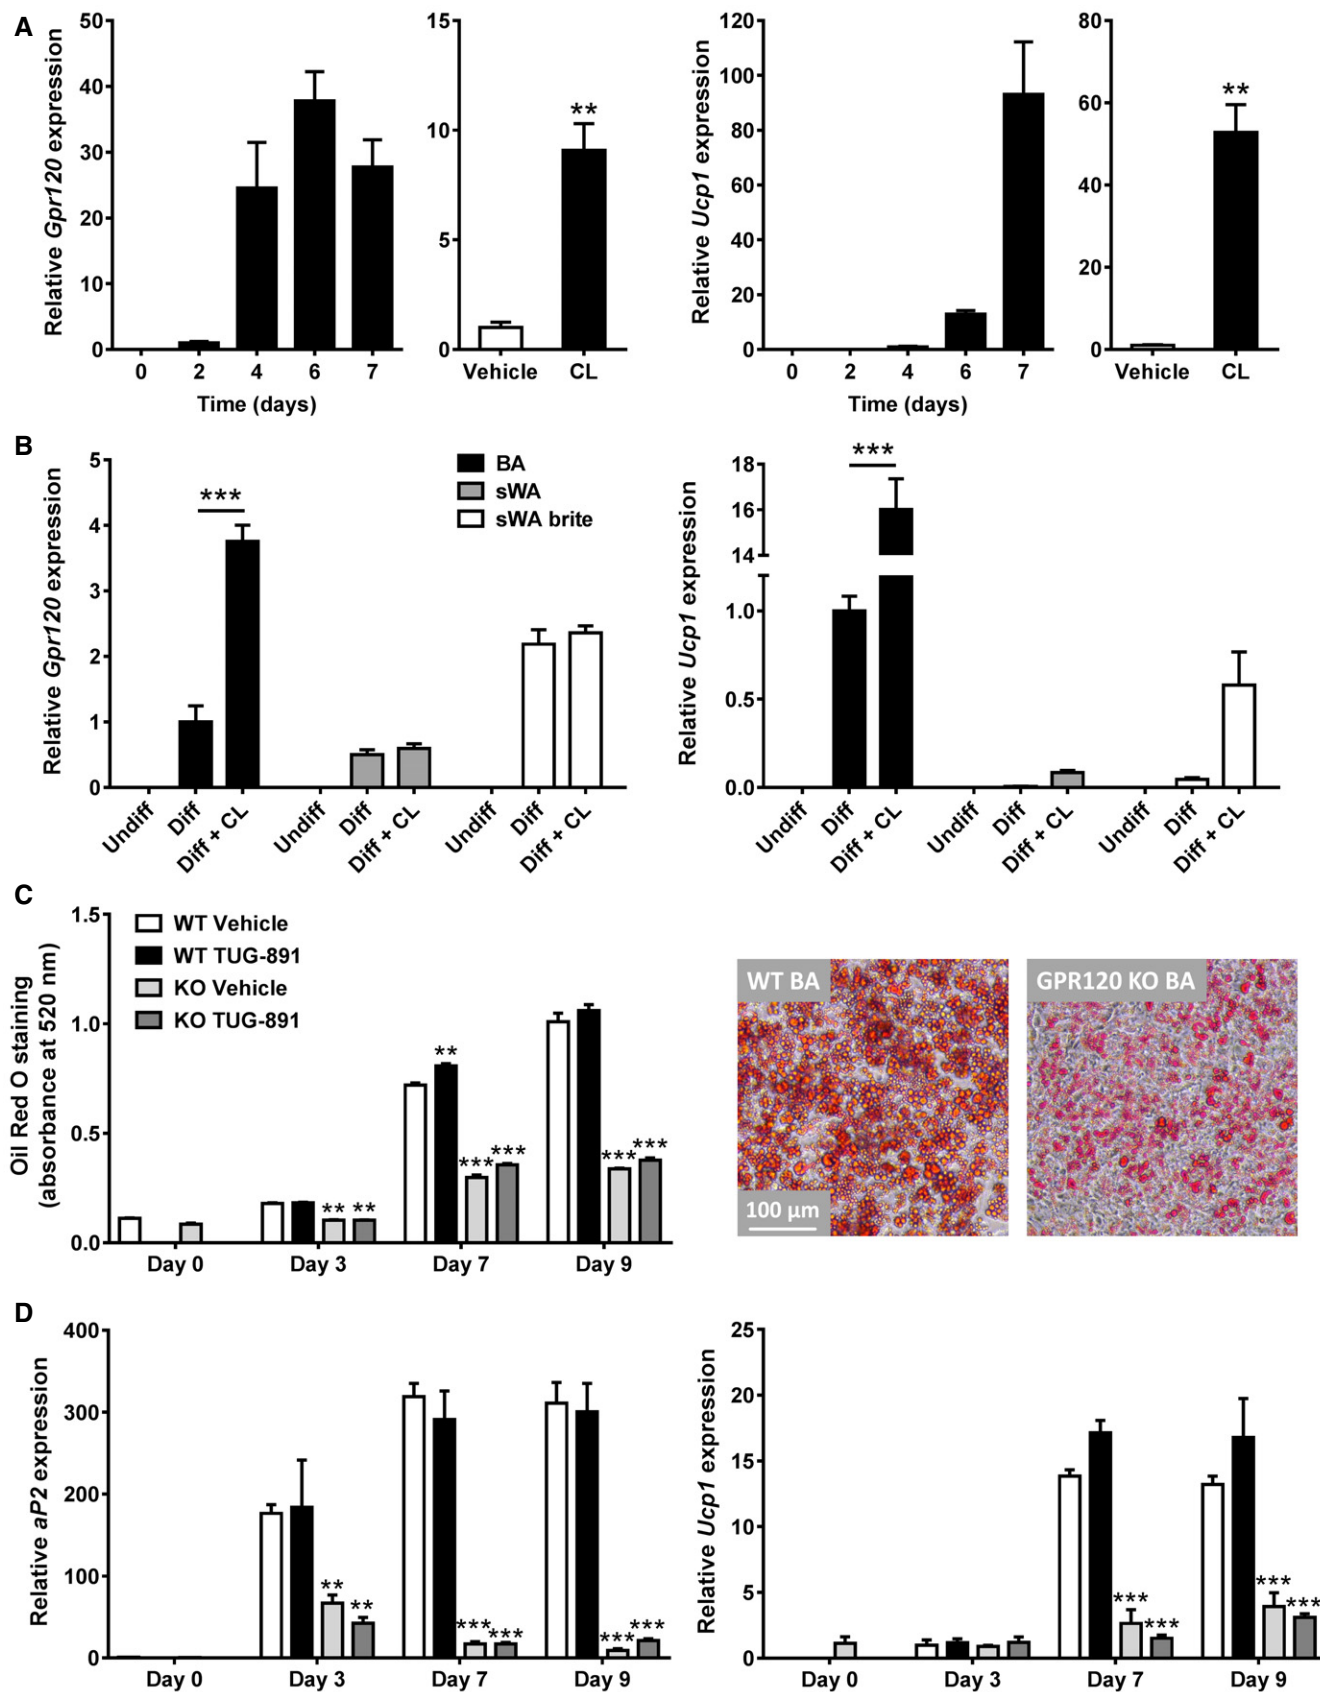 A
Relative Gpr120 expression
50
40
30
20
10
0
0 2 4 6 7
Time (days)
15
10
5
0
**
Vehicle CL
Relative Ucp1 expression
120
100
80
60
40
20
0
0 2 4 6 7
Time (days)
80
60
40
20
0
**
Vehicle CL
B
Relative Gpr120 expression
5
4
3
2
1
0
***
BA
sWA
sWA brite
Undiff Diff Diff + CL Undiff Diff Diff + CL Undiff Diff Diff + CL
Relative Ucp1 expression
18
16
14
1.0
0.5
0.0
***
Undiff Diff Diff + CL Undiff Diff Diff + CL Undiff Diff Diff + CL
C
Oil Red O staining
(absorbance at 520 nm)
1.5
1.0
0.5
0.0
WT Vehicle
WT TUG-891
KO Vehicle
KO TUG-891
** ** ** *** *** *** ***
Day 0 Day 3 Day 7 Day 9
WT BA
100 µm
GPR120 KO BA
D
Relative aP2 expression
400
300
200
100
0
** ** *** *** *** ***
Day 0 Day 3 Day 7 Day 9
Relative Ucp1 expression
25
20
15
10
5
0
*** *** *** ***
Day 0 Day 3 Day 7 Day 9